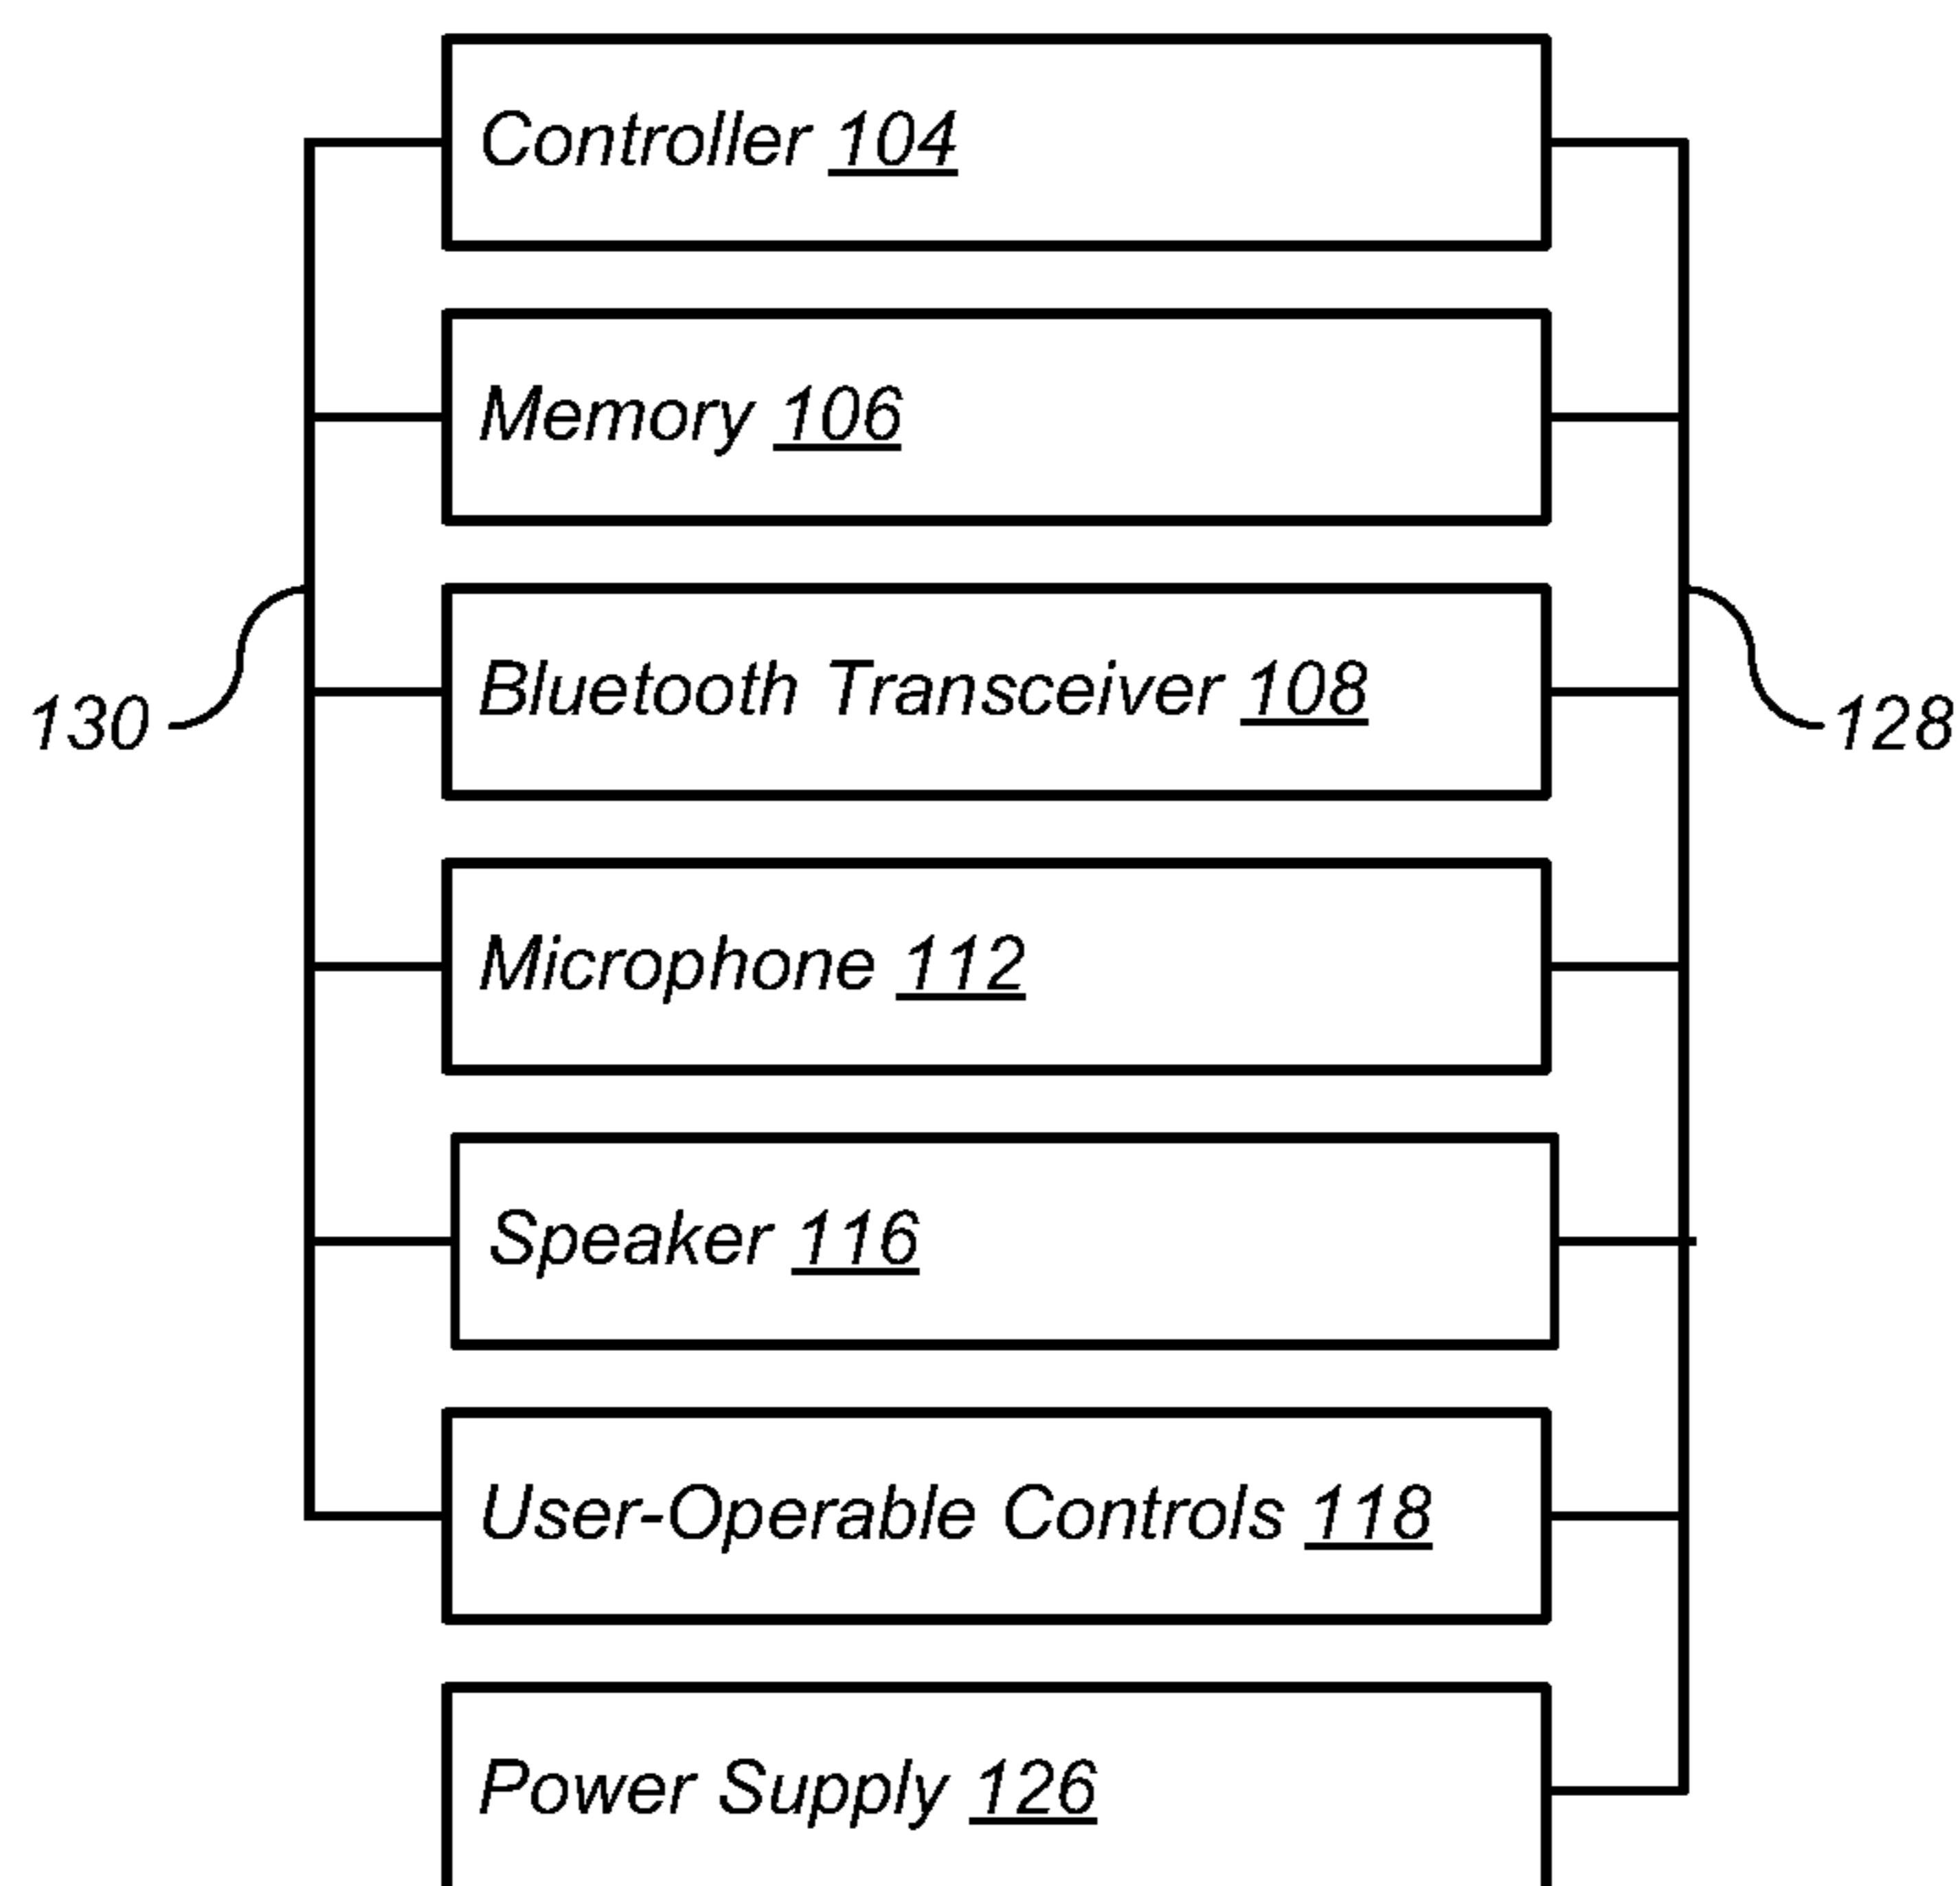 Controller 104
Memory 106
Bluetooth Transceiver 108
130
128
Microphone 112
Speaker 116
User-Operable Controls 118
Power Supply 126